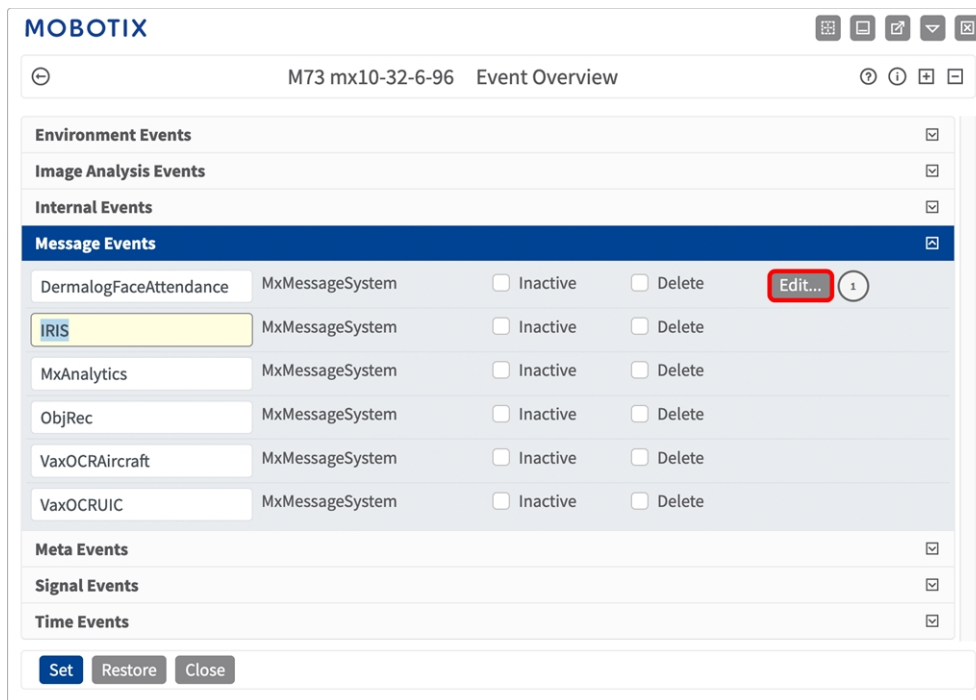 MOBOTIX
M73 mx10-32-6-96 Event Overview
Environment Events
Image Analysis Events
Internal Events
Message Events
DermalogFaceAttendance MxMessageSystem Inactive Delete Edit... 1
IRIS MxMessageSystem Inactive Delete
MxAnalytics MxMessageSystem Inactive Delete
ObjRec MxMessageSystem Inactive Delete
VaxOCRAircraft MxMessageSystem Inactive Delete
VaxOCRUIC MxMessageSystem Inactive Delete
Meta Events
Signal Events
Time Events
Set Restore Close